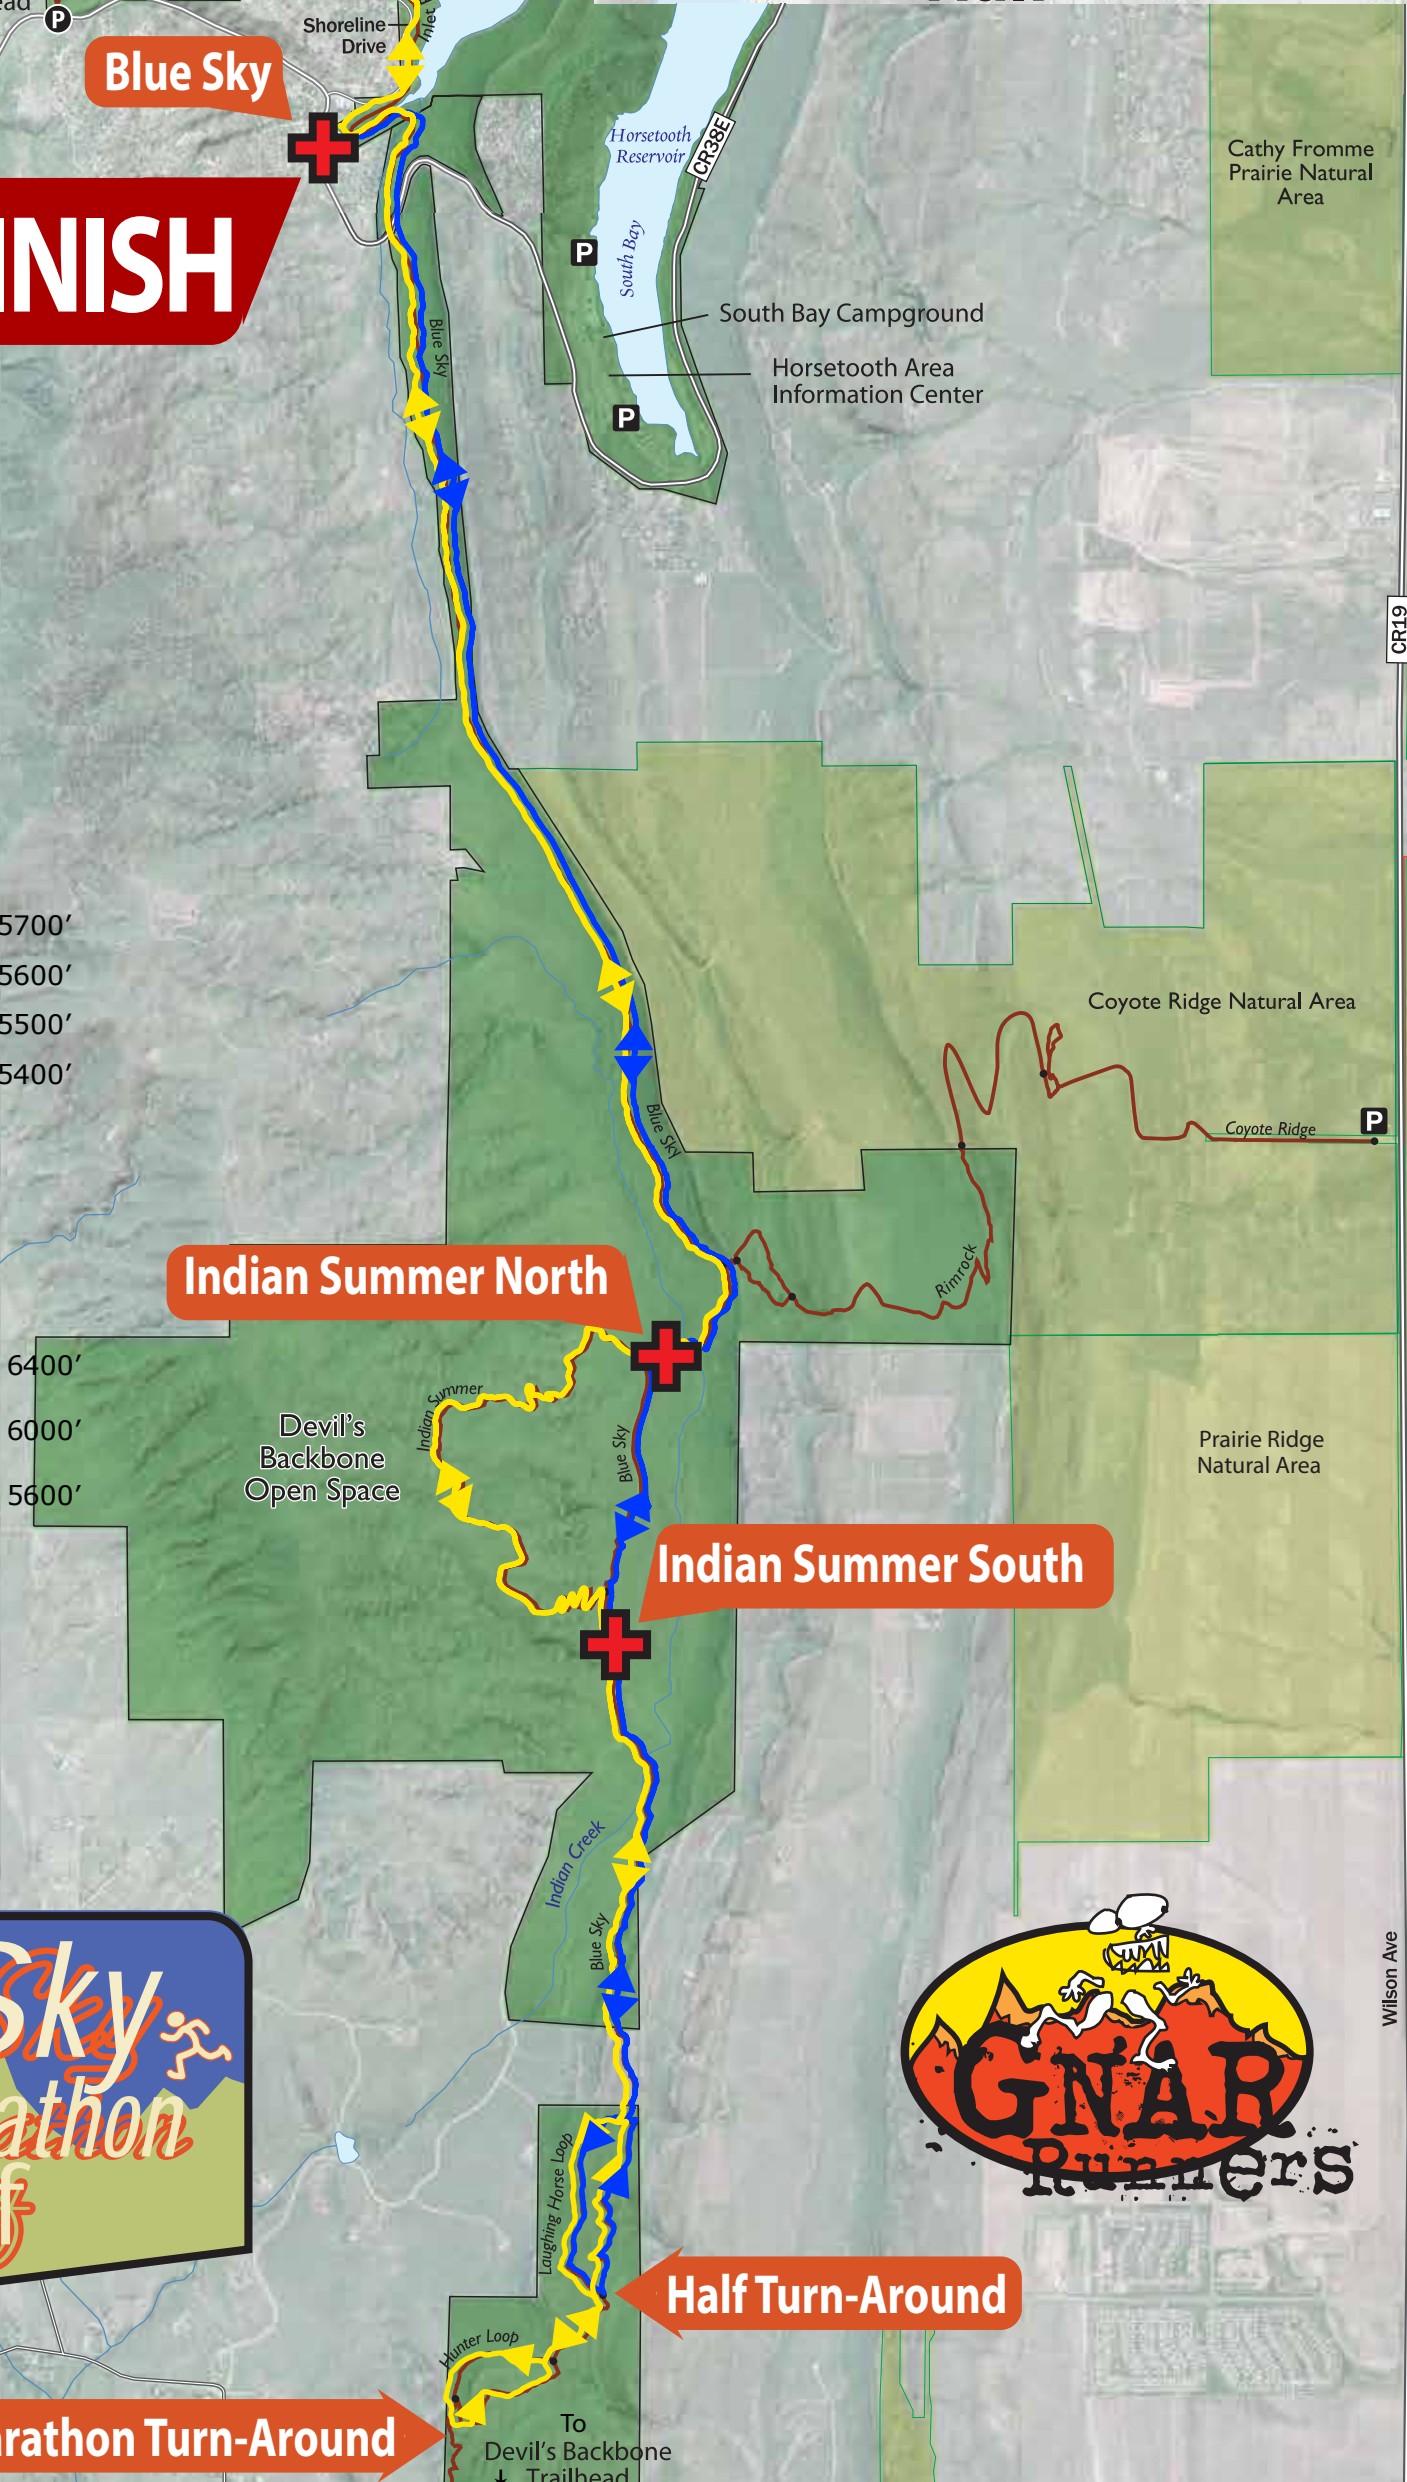 P
Shoreline
Drive
Inlet
Blue Sky
Horsetooth
Reservoir
CR38E
Cathy Fromme
Prairie Natural
Area
INISH
P
South Bay
South Bay Campground
Blue Sky
Horsetooth Area
Information Center
P
CR19
5700’
5600’
5500’
5400’
Coyote Ridge Natural Area
Blue Sky
Coyote Ridge
P
Rimrock
Indian Summer North
6400’
6000’
5600’
Indian Summer
Devil’s
Backbone
Open Space
Blue Sky
Prairie Ridge
Natural Area
Indian Summer South
Indian Creek
Blue Sky
Wilson Ave
Sky
athon
f
GNAR
Runners
Laughing Horse Loop
Half Turn-Around
Hunter Loop
arathon Turn-Around
To
Devil’s Backbone
Trailhead